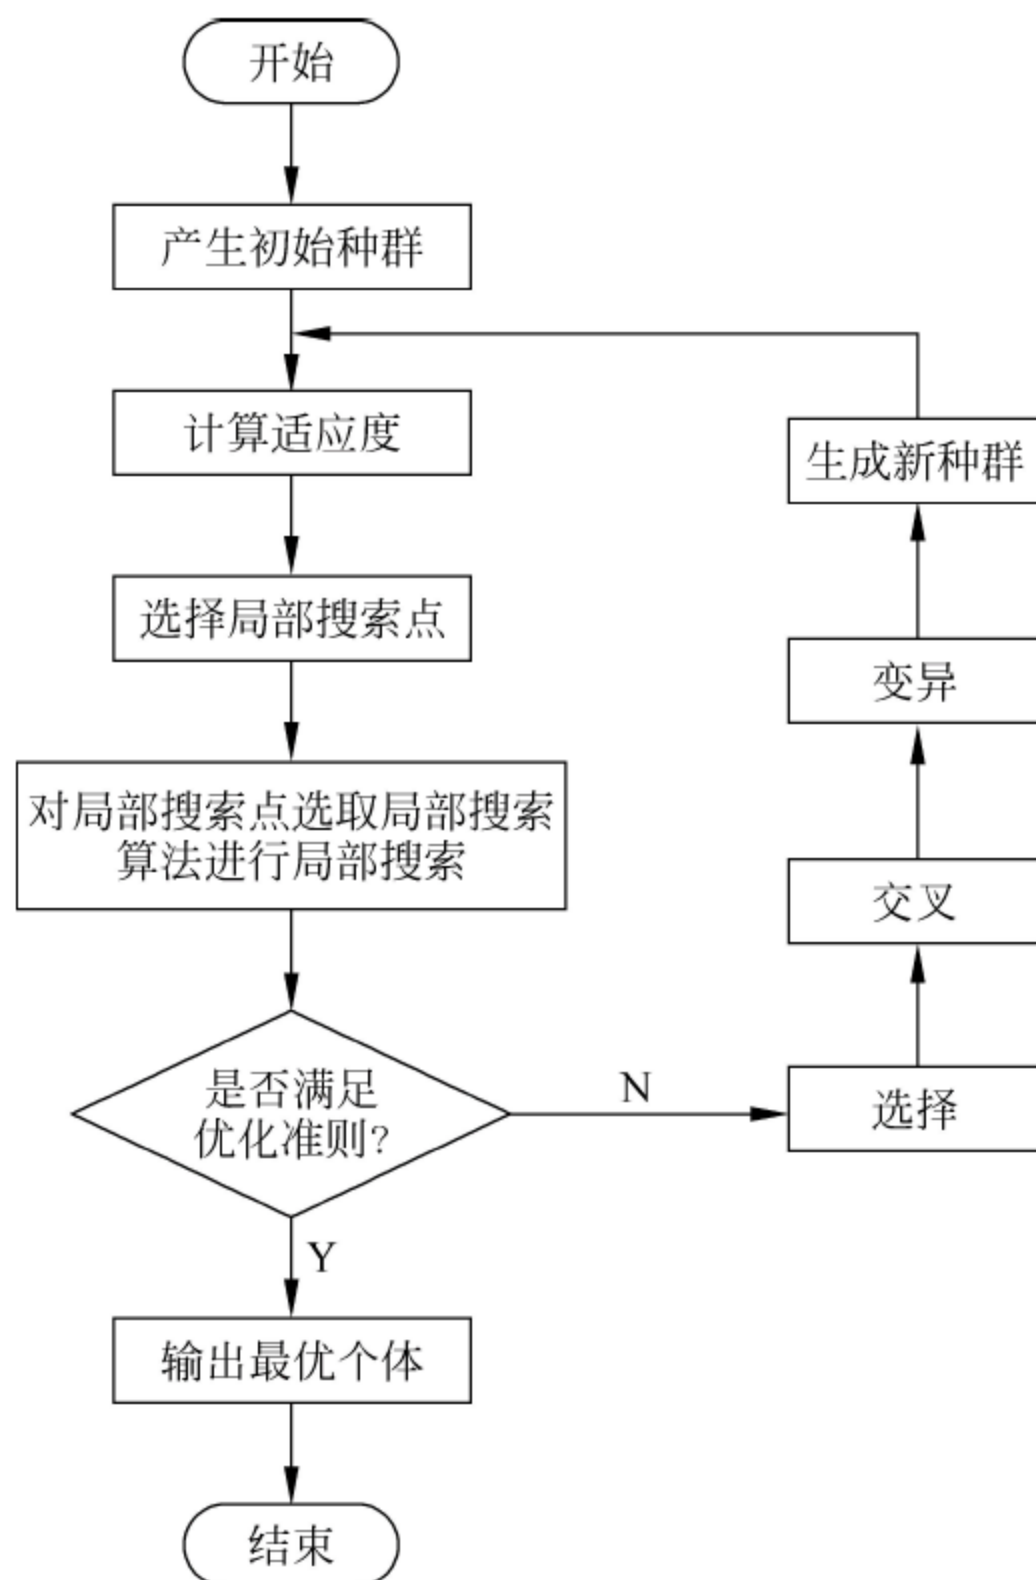 开始
产生初始种群
计算适应度
选择局部搜索点
对局部搜索点选取局部搜索
算法进行局部搜索
是否满足
优化准则?
N
选择
交叉
变异
生成新种群
Y
输出最优个体
结束